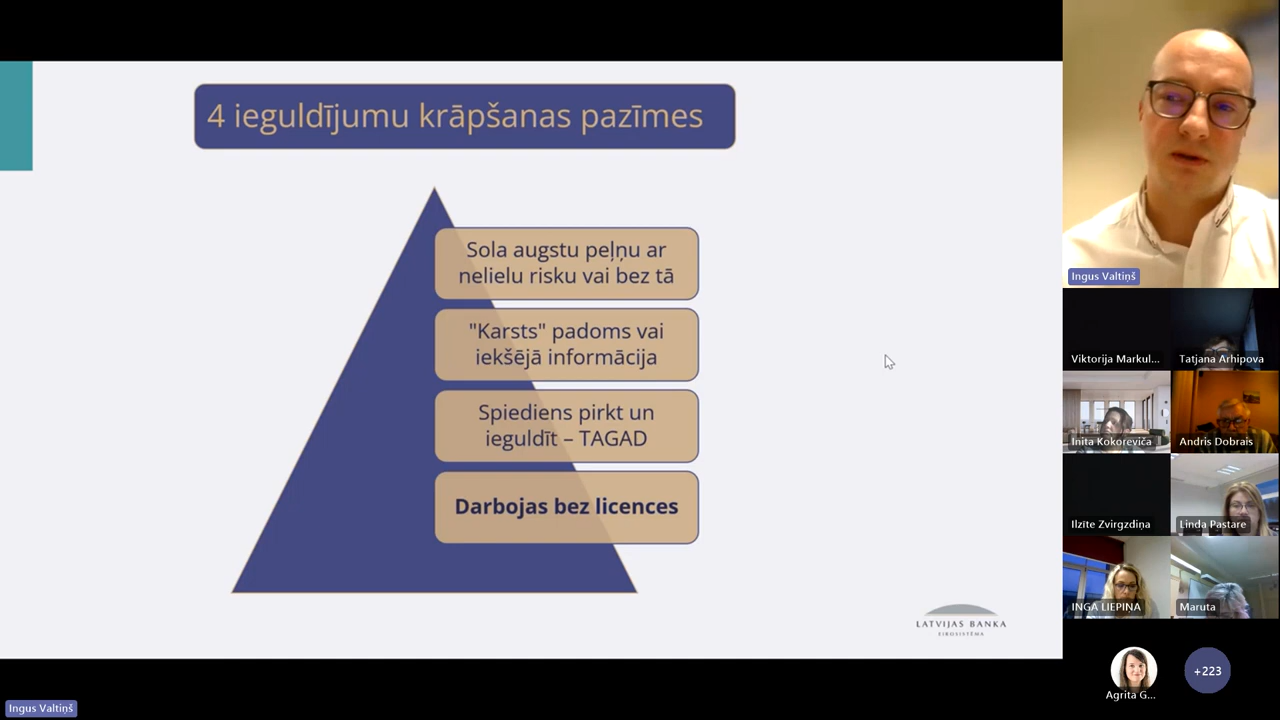 4 ieguldījumu krāpšanas pazīmes
Sola augstu peļņu ar
nelielu risku vai bez tā
"Karsts" padoms vai
iekšējā informācija
Spiediens pirkt un
ieguldīt – TAGAD
Darbojas bez licences
LATVIJAS BANKA
EIROSISTĒMA
Ingus Valtiņš
Viktorija Markul...
Tatjana Arhipova
Inita Kokoreviča
Andris Dobrais
Ilzīte Zvirgzdiņa
Linda Pastare
INGA LIEPIŅA
Maruta
Agrita G...
+223
Ingus Valtiņš